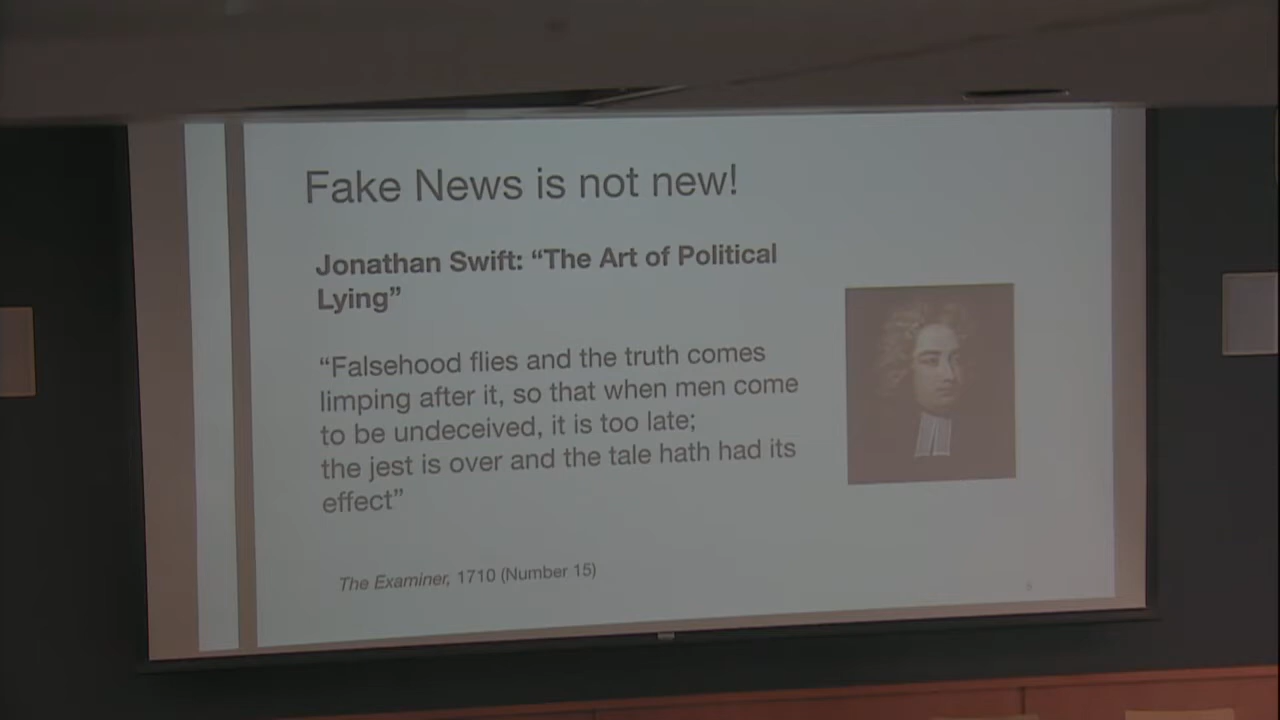 Fake News is not new!
Jonathan Swift: “The Art of Political
Lying”
“Falsehood flies and the truth comes
limping after it, so that when men come
to be undeceived, it is too late;
the jest is over and the tale hath had its
effect”
The Examiner, 1710 (Number 15)